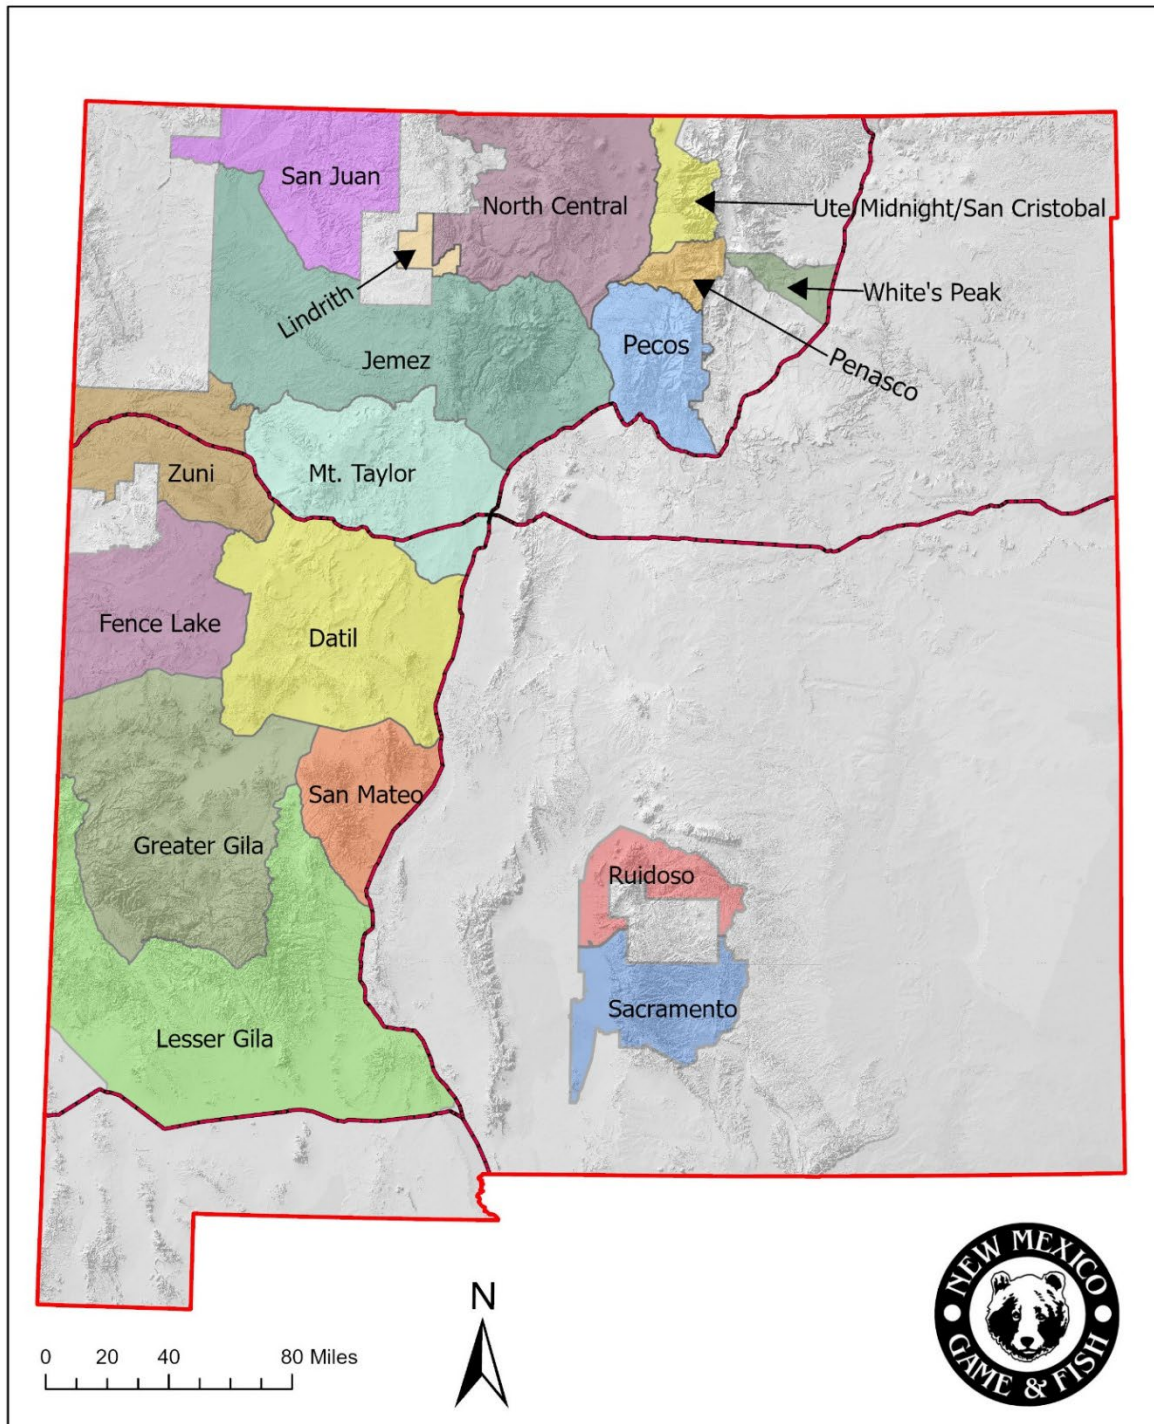 San Juan
North Central
Ute Midnight/San Cristobal
Lindrith
White's Peak
Jemez
Pecos
Penasco
Zuni
Mt. Taylor
Fence Lake
Datil
San Mateo
Greater Gila
Ruidoso
Sacramento
Lesser Gila
N
0 20 40 80 Miles
NEW MEXICO
GAME & FISH